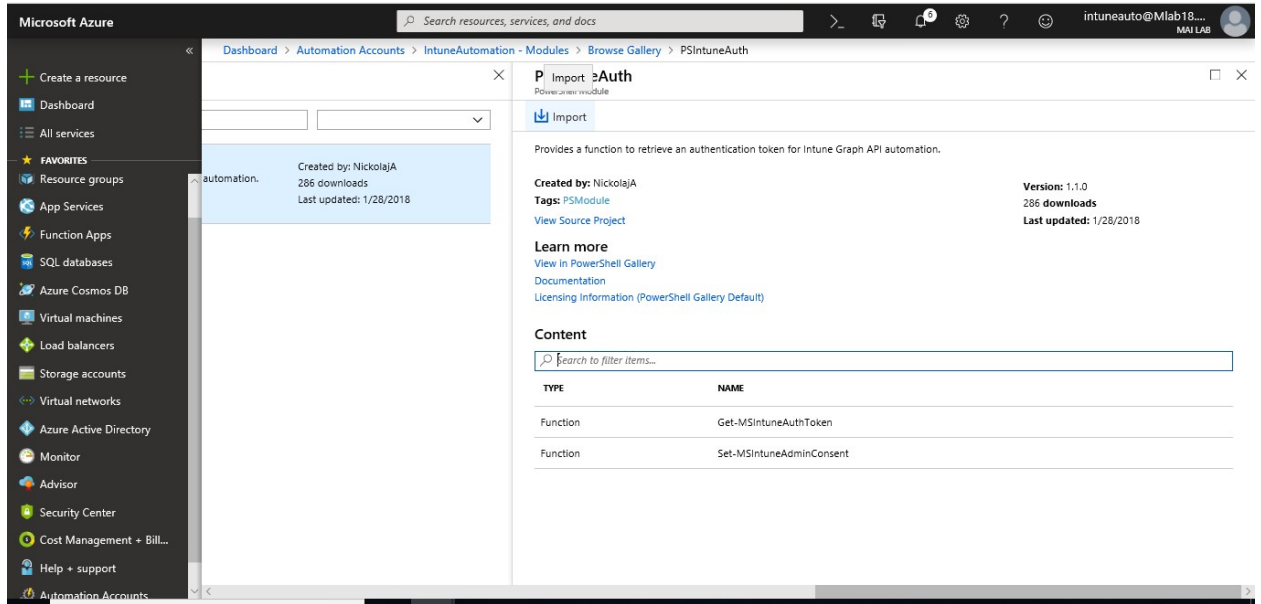 Microsoft Azure
Search resources, services, and docs
>_
6
?
intuneauto@Mlab18....
MAI LAB
«
Dashboard > Automation Accounts > IntuneAutomation - Modules > Browse Gallery > PSIntuneAuth
Create a resource
Dashboard
All services
FAVORITES
Resource groups
App Services
Function Apps
SQL databases
Azure Cosmos DB
Virtual machines
Load balancers
Storage accounts
Virtual networks
Azure Active Directory
Monitor
Advisor
Security Center
Cost Management + Bill...
Help + support
Automation Accounts
automation.
Created by: NickolajA
286 downloads
Last updated: 1/28/2018
P Import eAuth
PowerShell Module
Import
Provides a function to retrieve an authentication token for Intune Graph API automation.
Created by: NickolajA
Tags: PSModule
View Source Project
Version: 1.1.0
286 downloads
Last updated: 1/28/2018
Learn more
View in PowerShell Gallery
Documentation
Licensing Information (PowerShell Gallery Default)
Content
Search to filter items...
TYPE NAME
Function Get-MSIntuneAuthToken
Function Set-MSIntuneAdminConsent